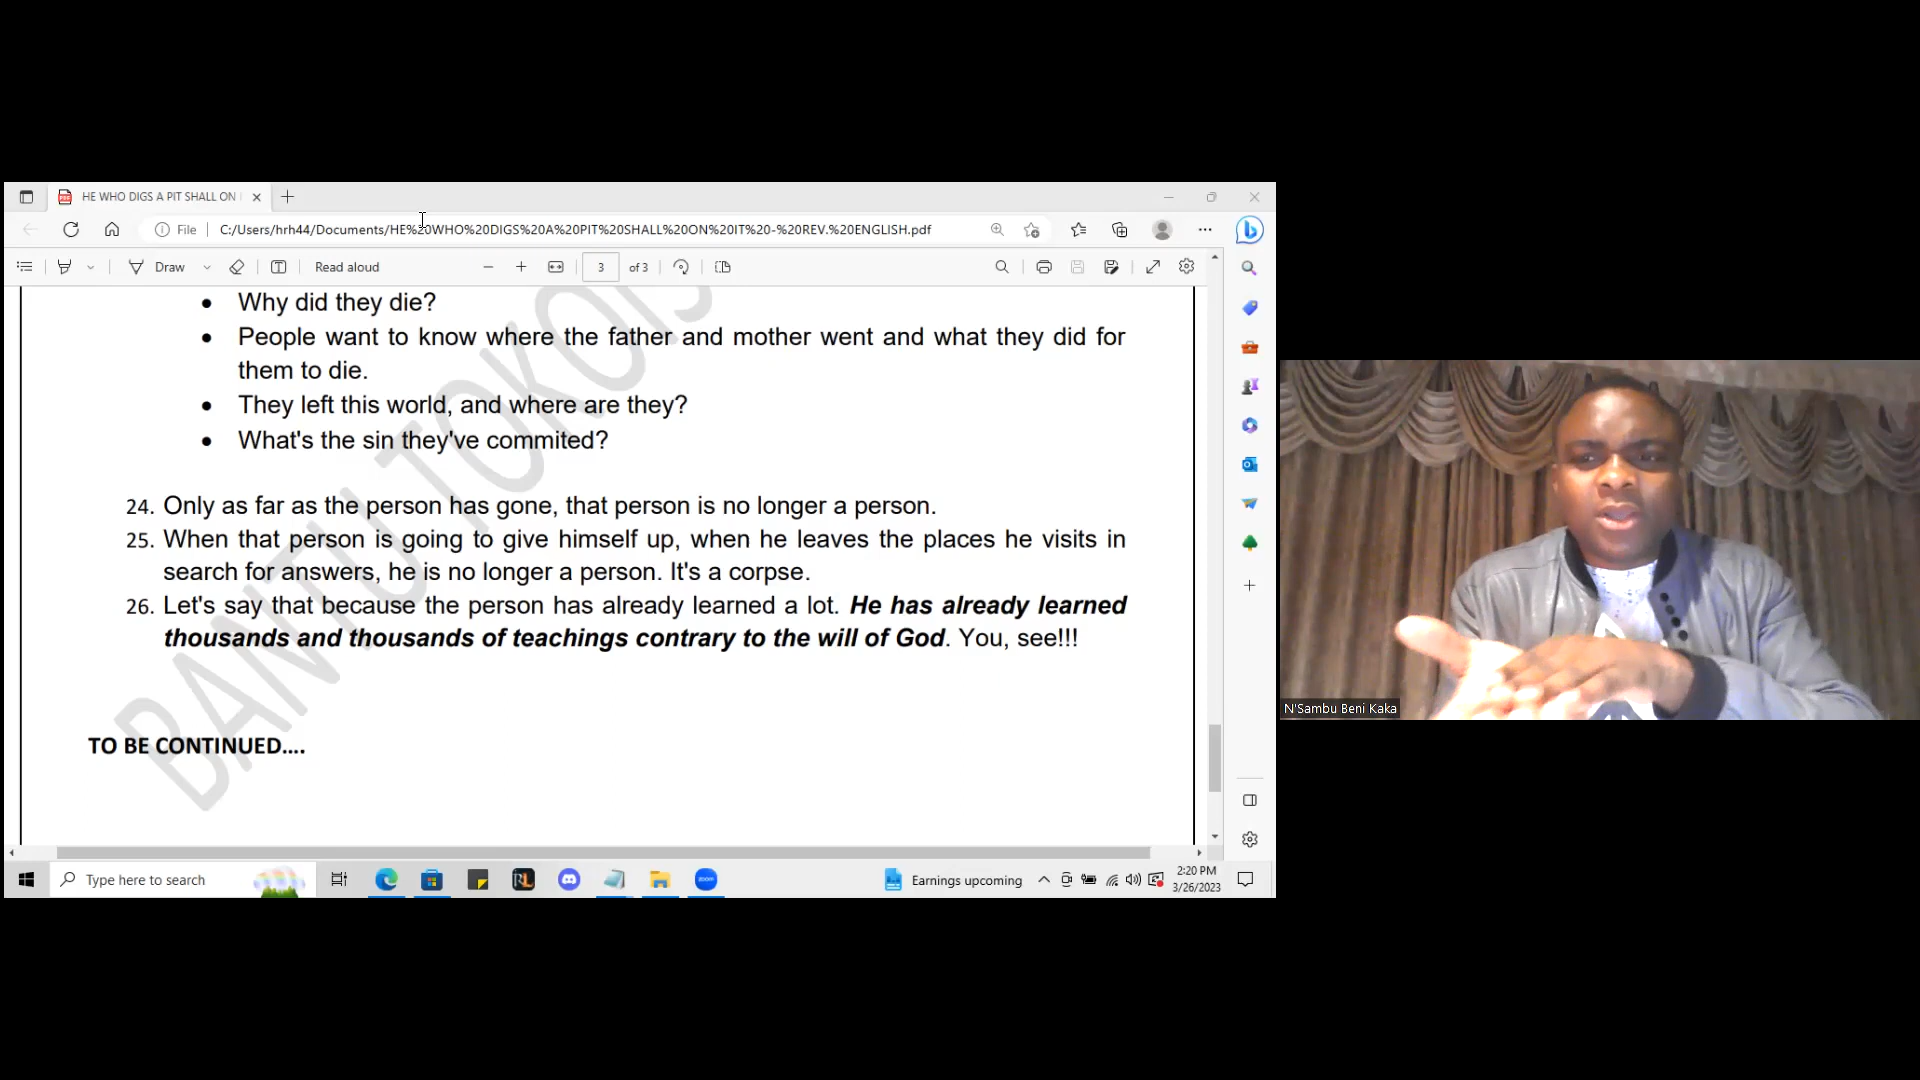 HE WHO DIGS A PIT SHALL ON
File
C:/Users/hrh44/Documents/HE%20WHO%20DIGS%20A%20PIT%20SHALL%20ON%20IT%20-%20REV.%20ENGLISH.pdf
Draw
Read aloud
3
of 3
• Why did they die?
• People want to know where the father and mother went and what they did for
them to die.
• They left this world, and where are they?
• What's the sin they've commited?
24. Only as far as the person has gone, that person is no longer a person.
25. When that person is going to give himself up, when he leaves the places he visits in
search for answers, he is no longer a person. It's a corpse.
26. Let's say that because the person has already learned a lot. He has already learned
thousands and thousands of teachings contrary to the will of God. You, see!!!
TO BE CONTINUED....
BANTU TOKOIS
N'Sambu Beni Kaka
Type here to search
Earnings upcoming
2:20 PM
3/26/2023